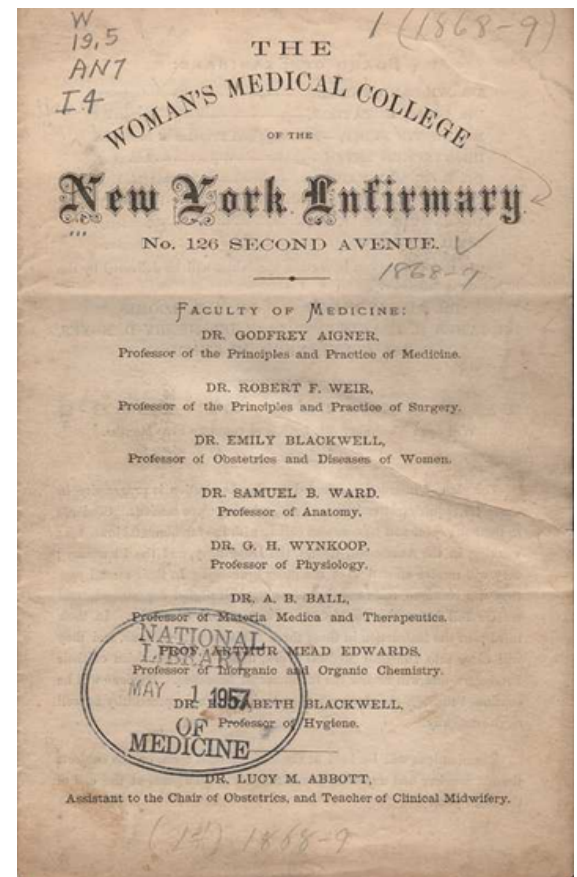 W
19,5
AN7
I4
1 (1868-9)
THE
WOMAN'S MEDICAL COLLEGE
OF THE
New York Infirmary.
No. 126 SECOND AVENUE.
1868-9
FACULTY OF MEDICINE:
DR. GODFREY AIGNER,
Professor of the Principles and Practice of Medicine.
DR. ROBERT F. WEIR,
Professor of the Principles and Practice of Surgery.
DR. EMILY BLACKWELL,
Professor of Obstetrics and Diseases of Women.
DR. SAMUEL B. WARD,
Professor of Anatomy.
DR. G. H. WYNKOOP,
Professor of Physiology.
DR. A. B. BALL,
Professor of Materia Medica and Therapeutics.
PROF. ARTHUR MEAD EDWARDS,
Professor of Inorganic and Organic Chemistry.
DR. ELIZABETH BLACKWELL,
Professor of Hygiene.
NATIONAL
LIBRARY
MAY 1 1957
OF
MEDICINE
DR. LUCY M. ABBOTT,
Assistant to the Chair of Obstetrics, and Teacher of Clinical Midwifery.
1868-9